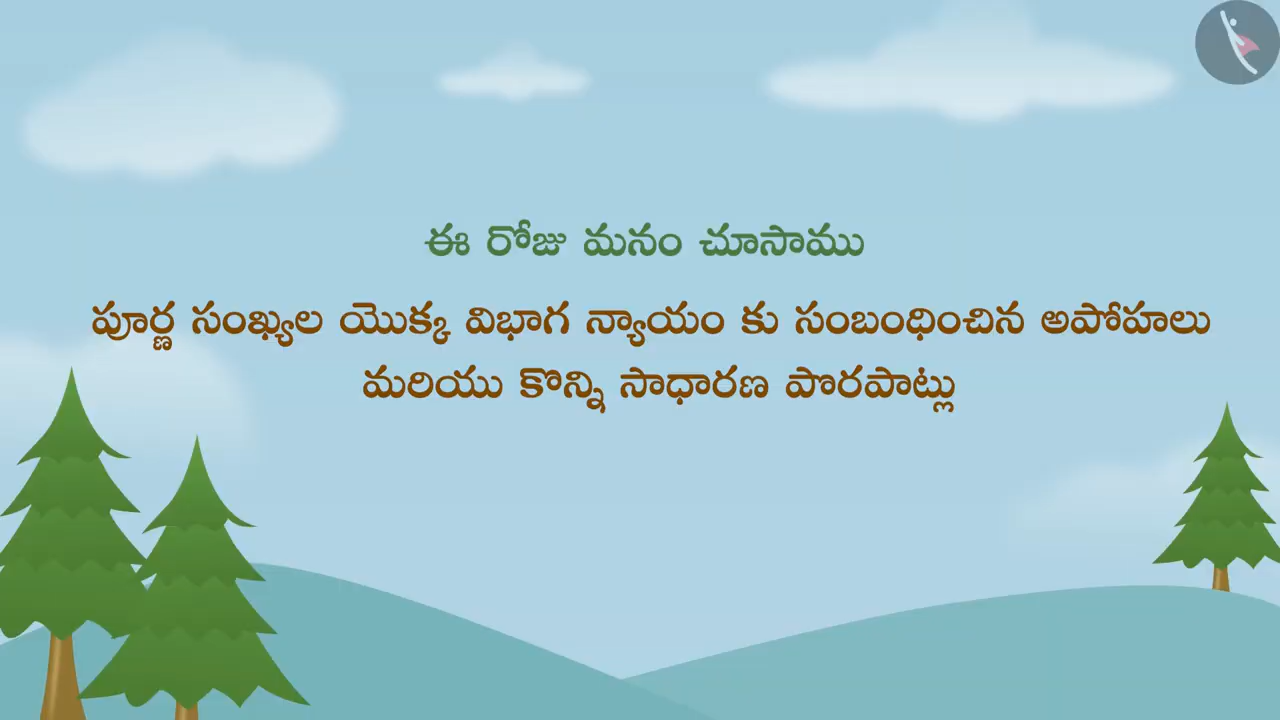 ఈ రోజు మనం చూసాము
పూర్ణ సంఖ్యల యొక్క విభాగ న్యాయం కు సంబంధించిన అపోహలు
మరియు కొన్ని సాధారణ పొరపాట్లు